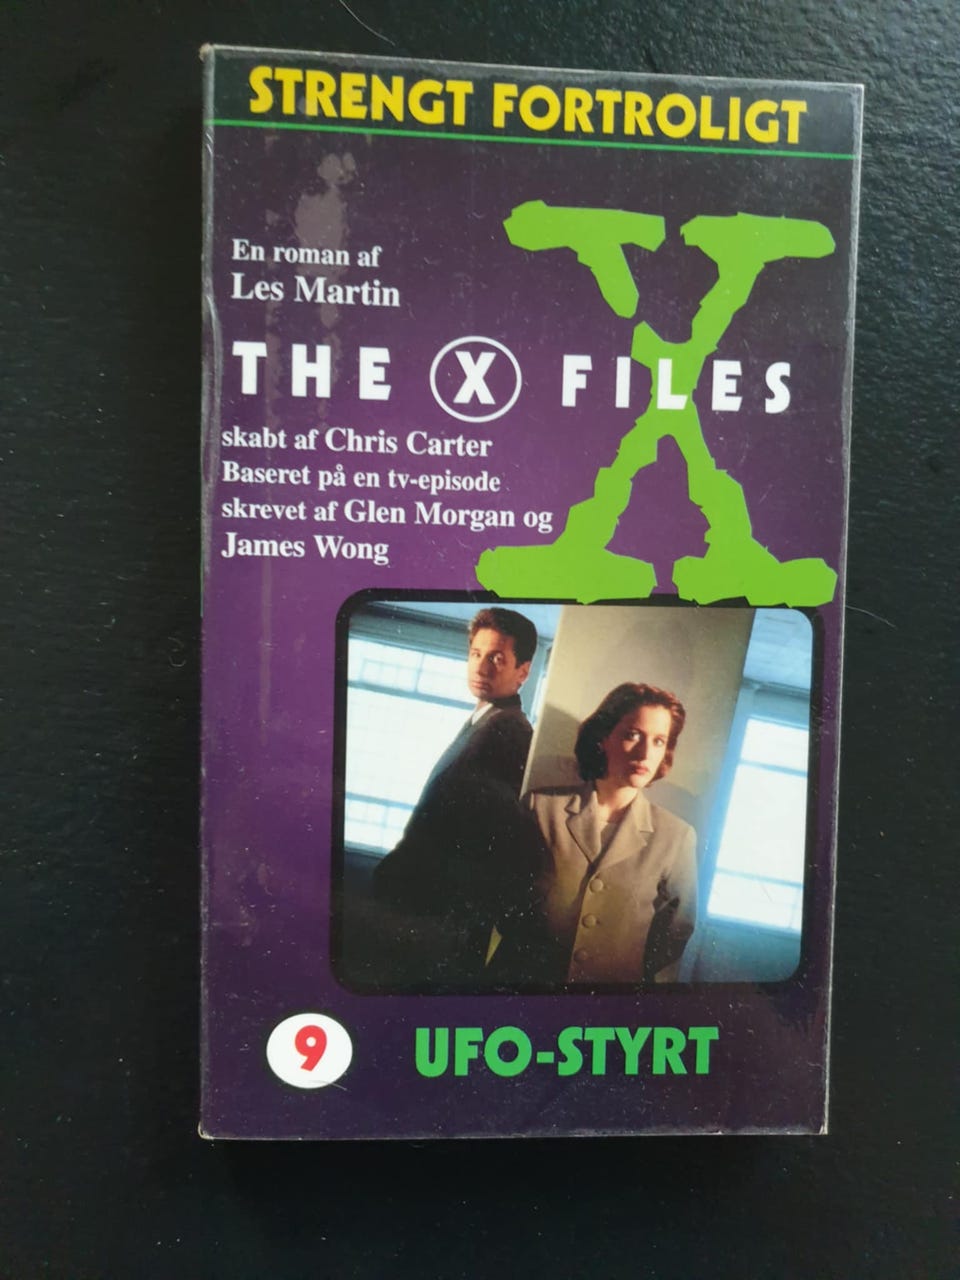 STRENGT FORTROLIGT
X
En roman af
Les Martin
THE X FILES
skabt af Chris Carter
Baseret på en tv-episode
skrevet af Glen Morgan og
James Wong
9 UFO-STYRT